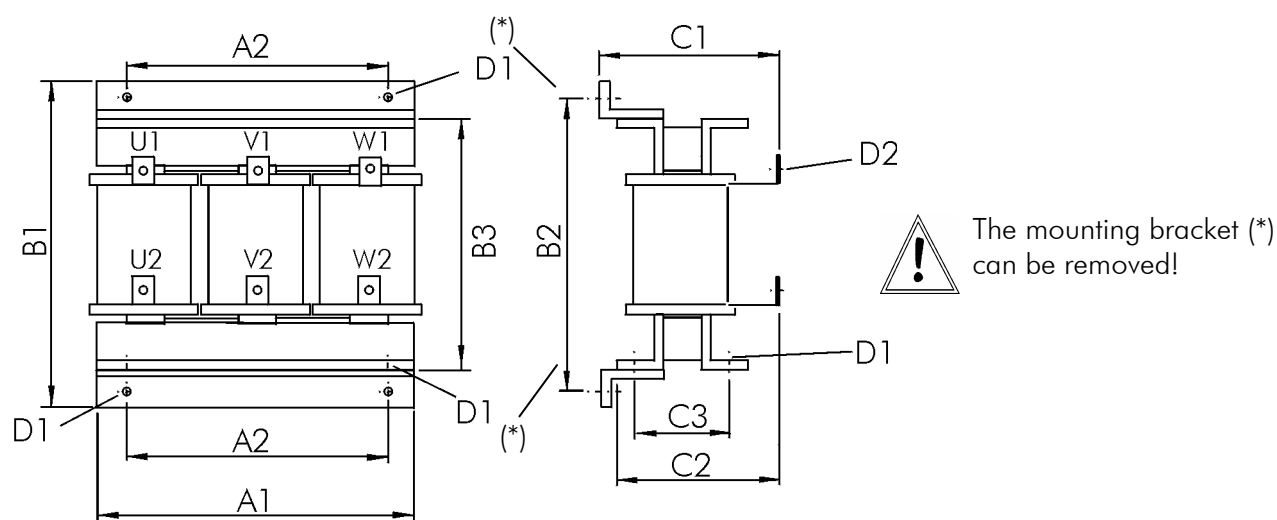 (*)
C1
A2
D1
U1 V1 W1
D2
B1
B3
B2
The mounting bracket (*)
can be removed!
U2 V2 W2
D1
D1
D1
(*)
C3
A2
C2
A1